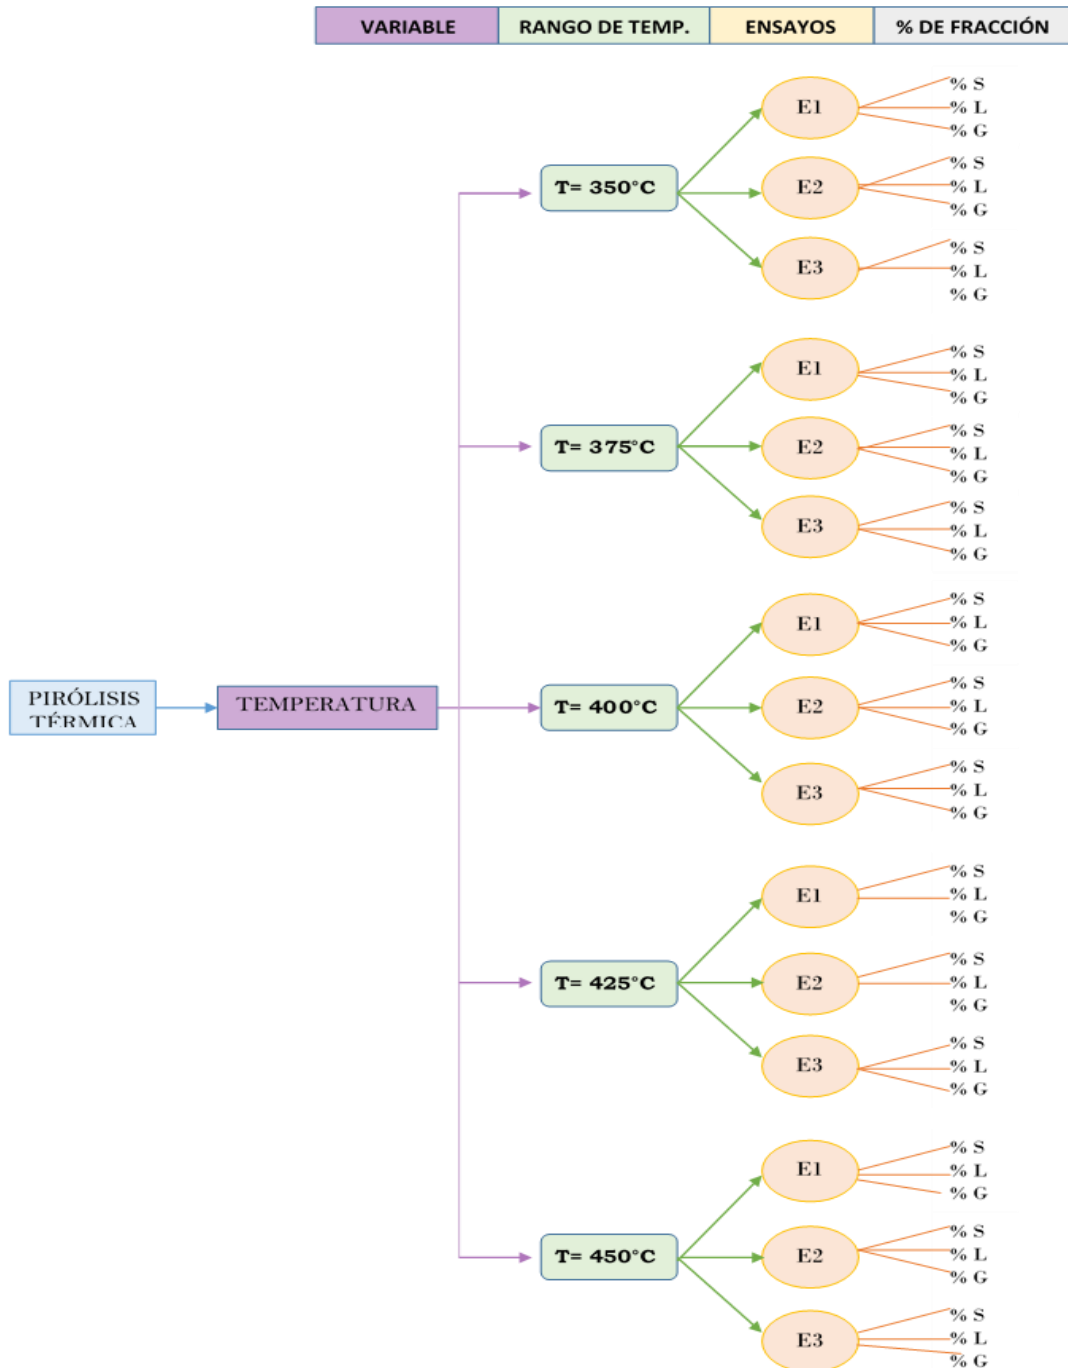 VARIABLE RANGO DE TEMP. ENSAYOS % DE FRACCIÓN
PIRÓLISIS
TÉRMICA
TEMPERATURA
T= 350°C
E1
% S
% L
% G
E2
% S
% L
% G
E3
% S
% L
% G
T= 375°C
E1
% S
% L
% G
E2
% S
% L
% G
E3
% S
% L
% G
T= 400°C
E1
% S
% L
% G
E2
% S
% L
% G
E3
% S
% L
% G
T= 425°C
E1
% S
% L
% G
E2
% S
% L
% G
E3
% S
% L
% G
T= 450°C
E1
% S
% L
% G
E2
% S
% L
% G
E3
% S
% L
% G